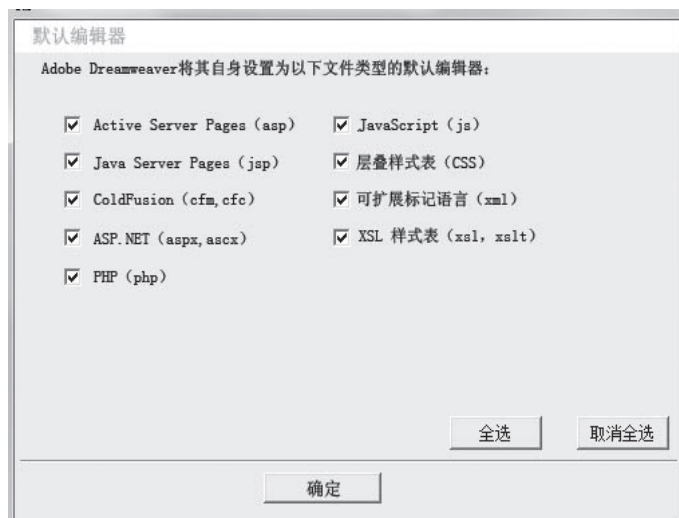 默认编辑器
Adobe Dreamweaver将其自身设置为以下文件类型的默认编辑器：
Active Server Pages（asp） JavaScript（js）
Java Server Pages（jsp） 层叠样式表（CSS）
ColdFusion（cfm,cfc） 可扩展标记语言（xml）
ASP.NET（aspx,ascx） XSL 样式表（xsl，xslt）
PHP（php）
全选 取消全选
确定